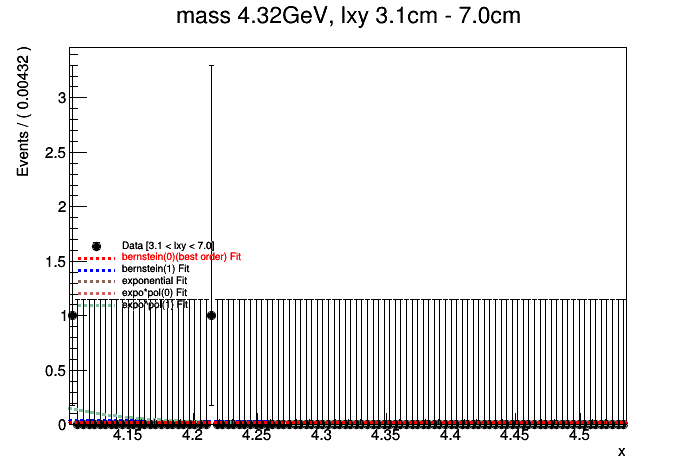 mass 4.32GeV, lxy 3.1cm - 7.0cm
Events / ( 0.00432 )
3
2.5
2
1.5
1
0.5
0
Data [3.1 < lxy < 7.0]
bernstein(0)(best order) Fit
bernstein(1) Fit
exponential Fit
expo*pol(0) Fit
expo*pol(1) Fit
4.15 4.2 4.25 4.3 4.35 4.4 4.45 4.5
x